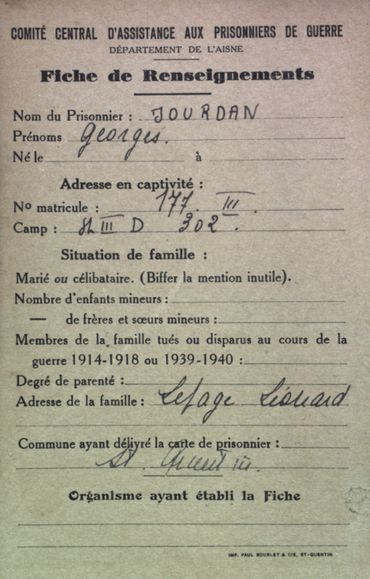 COMITÉ CENTRAL D'ASSISTANCE AUX PRISONNIERS DE GUERRE
DÉPARTEMENT DE L'AISNE
Fiche de Renseignements
Nom du Prisonnier : JOURDAN
Prénoms Georges.
Né le à
Adresse en captivité :
No matricule : 177. III.
Camp : St III D 302.
Situation de famille :
Marié ou célibataire. (Biffer la mention inutile).
Nombre d'enfants mineurs :
— de frères et sœurs mineurs :
Membres de la famille tués ou disparus au cours de la
guerre 1914-1918 ou 1939-1940 :
Degré de parenté :
Adresse de la famille : Lefage Léonard
Commune ayant délivré la carte de prisonnier :
St. Quentin.
Organisme ayant établi la Fiche
IMP. PAUL BOURLET & CIE, ST-QUENTIN